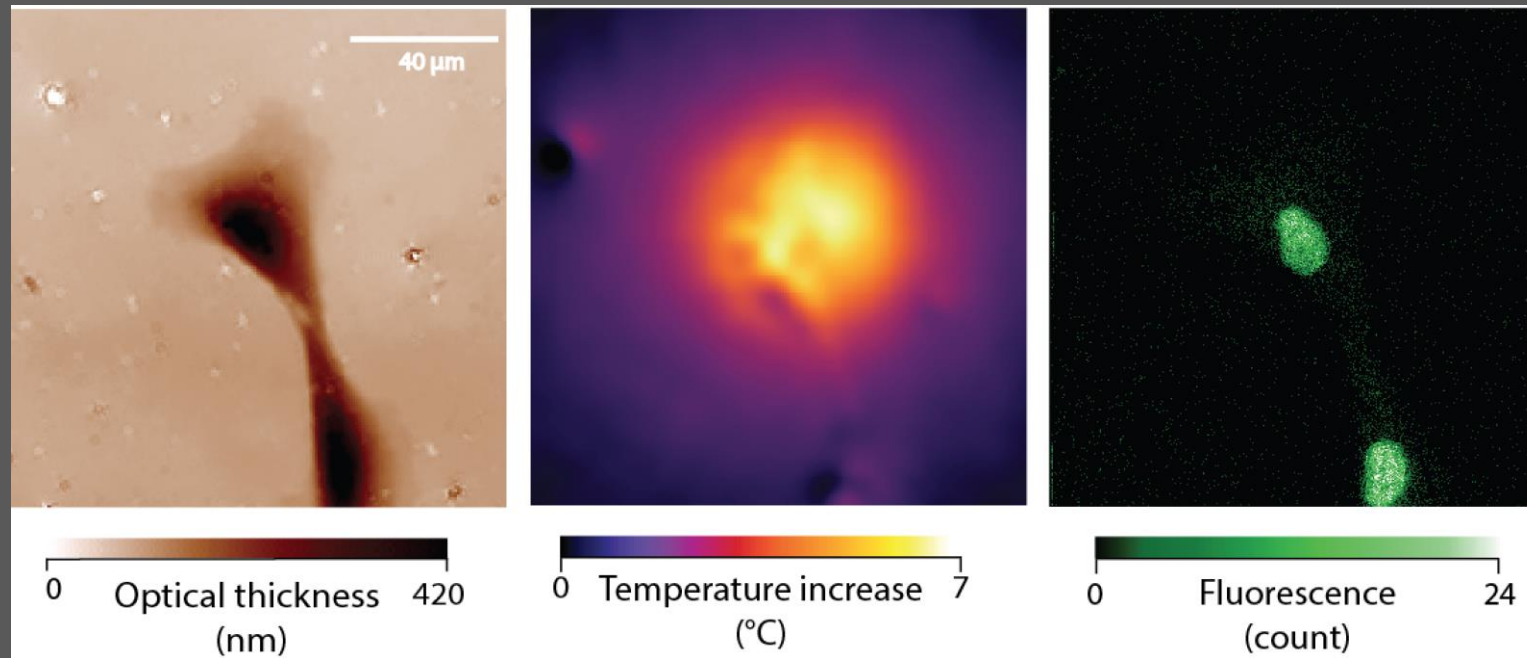 40 µm
0 Optical thickness 420
(nm)
0 Temperature increase 7
(°C)
0 Fluorescence 24
(count)